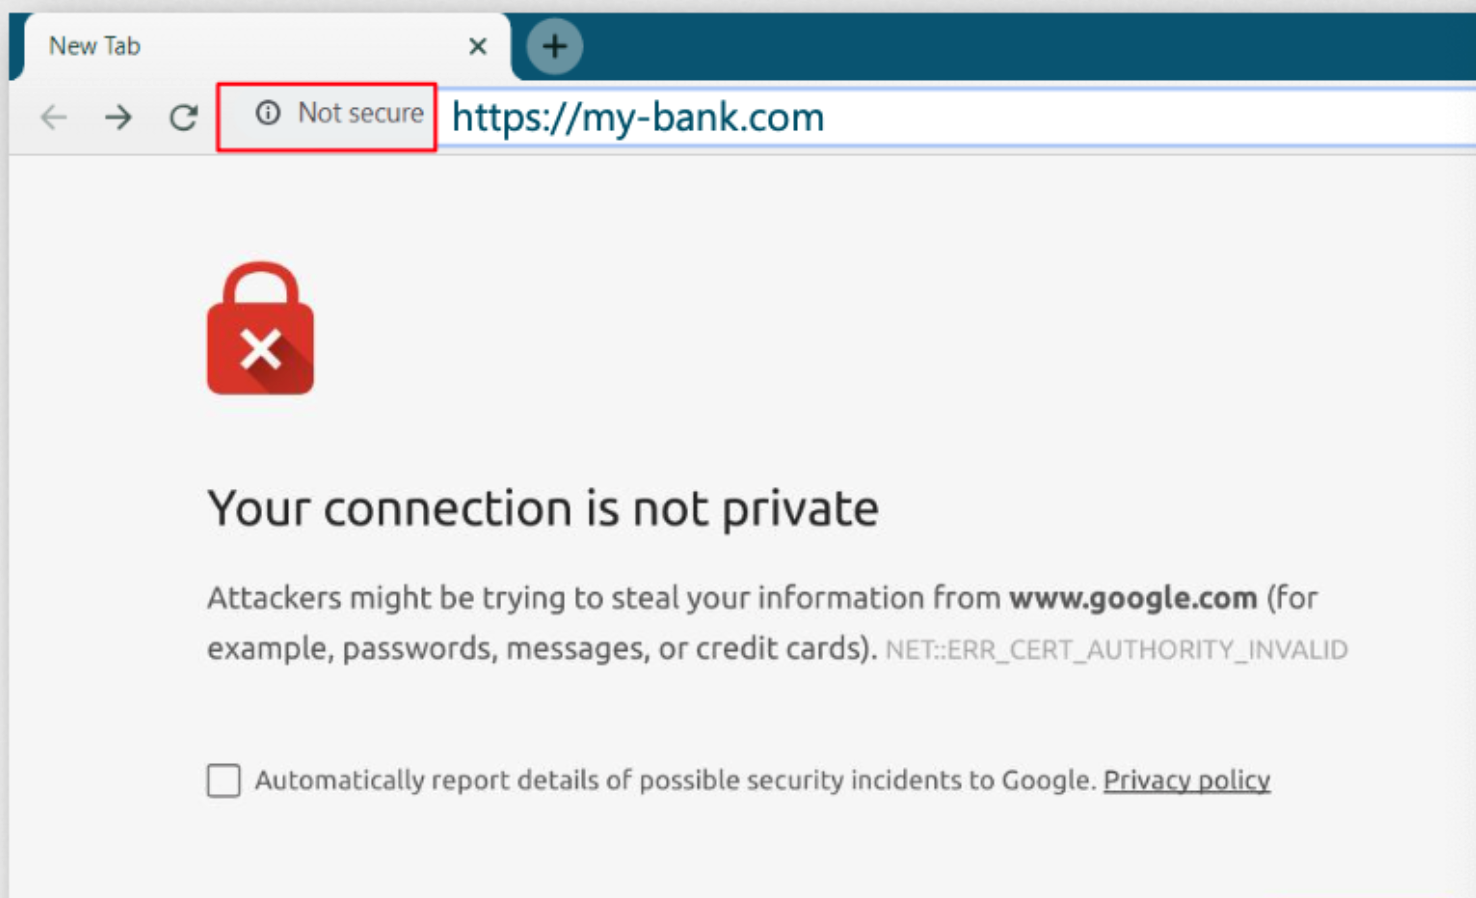 New Tab
Not secure https://my-bank.com
Your connection is not private
Attackers might be trying to steal your information from www.google.com (for
example, passwords, messages, or credit cards). NET::ERR_CERT_AUTHORITY_INVALID
Automatically report details of possible security incidents to Google. Privacy policy